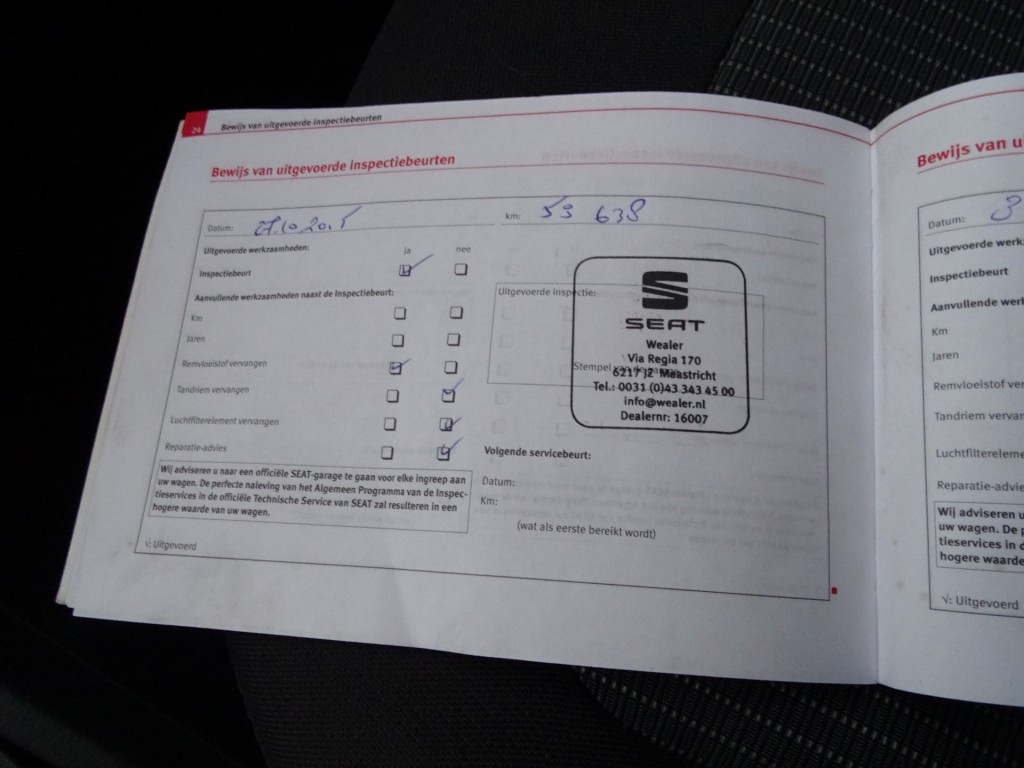 24 Bewijs van uitgevoerde inspectiebeurten
Bewijs van uitgevoerde inspectiebeurten
Datum: 27.10.2015 km: 53 638
Uitgevoerde werkzaamheden: ja nee
Inspectiebeurt
Aanvullende werkzaamheden naast de Inspectiebeurt:
Km
Jaren
Remvloeistof vervangen
Tandriem vervangen
Luchtfilterelement vervangen
Reparatie-advies
Wij adviseren u naar een officiële SEAT-garage te gaan voor elke ingreep aan
uw wagen. De perfecte naleving van het Algemeen Programma van de Inspec-
tieservices in de officiële Technische Service van SEAT zal resulteren in een
hogere waarde van uw wagen.
√: Uitgevoerd
Uitgevoerde inspectie:
Stempel van de
SEAT
Wealer
Via Regia 170
6217 JZ Maastricht
Tel.: 0031 (0)43 343 45 00
info@wealer.nl
Dealernr: 16007
Volgende servicebeurt:
Datum:
Km:
(wat als eerste bereikt wordt)
Bewijs van
Datum: 3
Uitgevoerde werk
Inspectiebeurt
Aanvullende werk
Km
Jaren
Remvloeistof ver
Tandriem vervan
Luchtfiltereleme
Reparatie-advie
Wij adviseren u
uw wagen. De p
tieservices in d
hogere waarde
√: Uitgevoerd